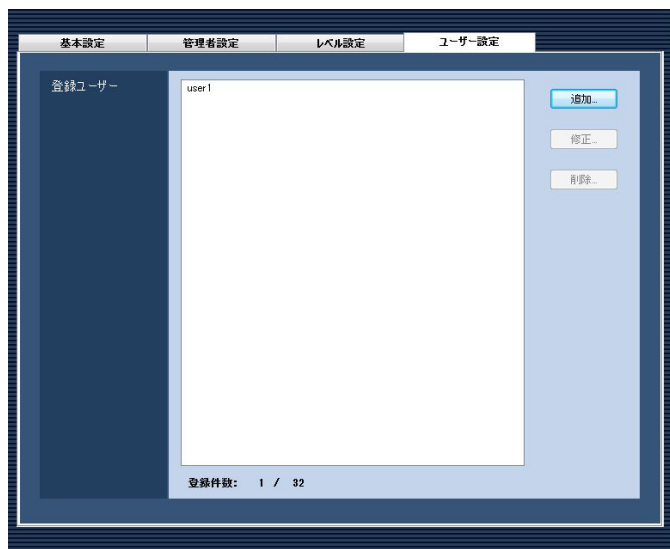 基本設定 管理者設定 レベル設定 ユーザー設定
登録ユーザー
user1
追加...
修正...
削除...
登録件数: 1 / 32